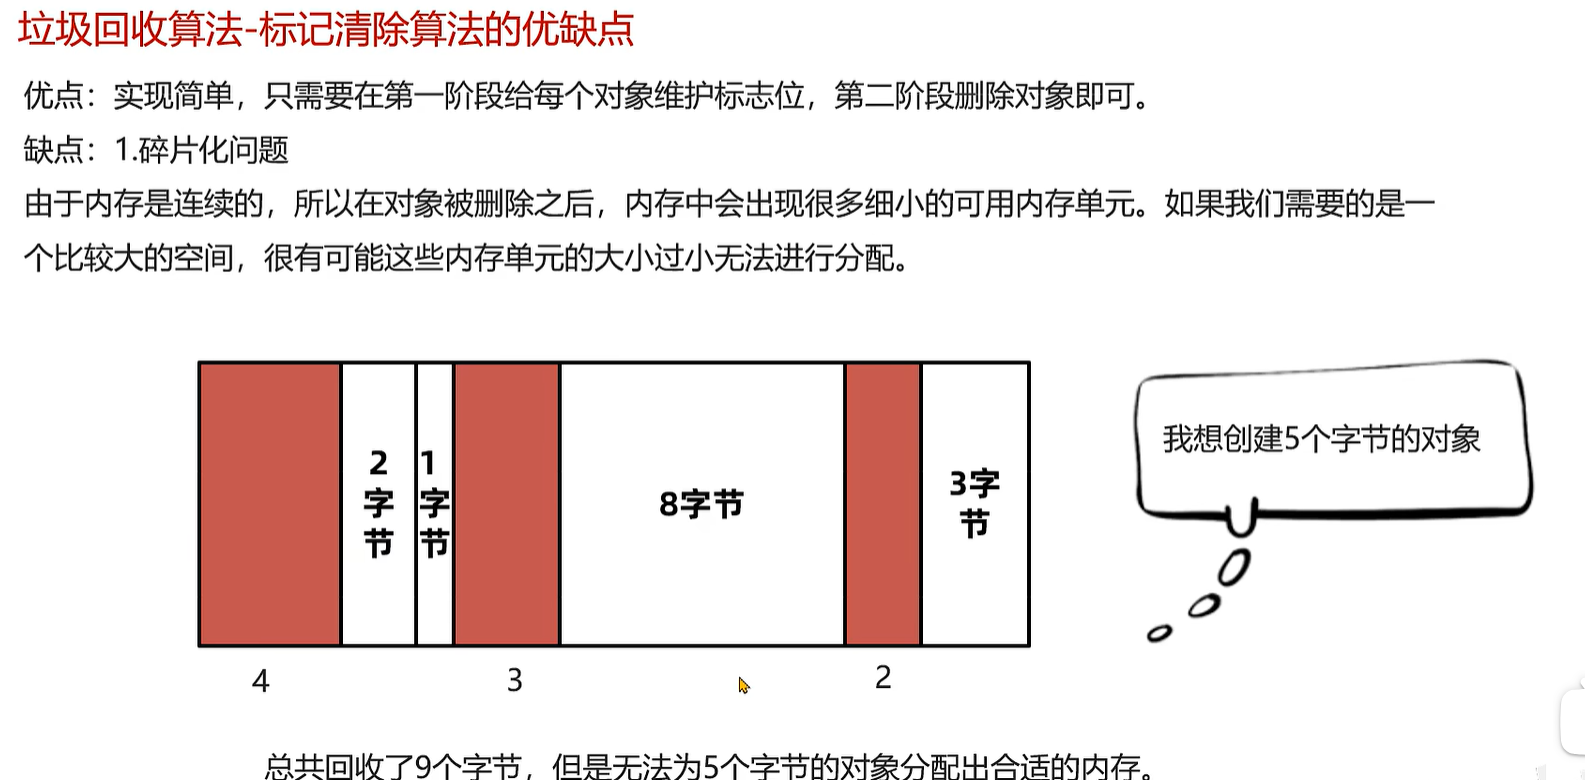 垃圾回收算法-标记清除算法的优缺点
优点：实现简单，只需要在第一阶段给每个对象维护标志位，第二阶段删除对象即可。
缺点：1.碎片化问题
由于内存是连续的，所以在对象被删除之后，内存中会出现很多细小的可用内存单元。如果我们需要的是一
个比较大的空间，很有可能这些内存单元的大小过小无法进行分配。
2
字
节
1
字
节
8字节
3字
节
我想创建5个字节的对象
4
3
2
总共回收了9个字节，但是无法为5个字节的对象分配出合适的内存。